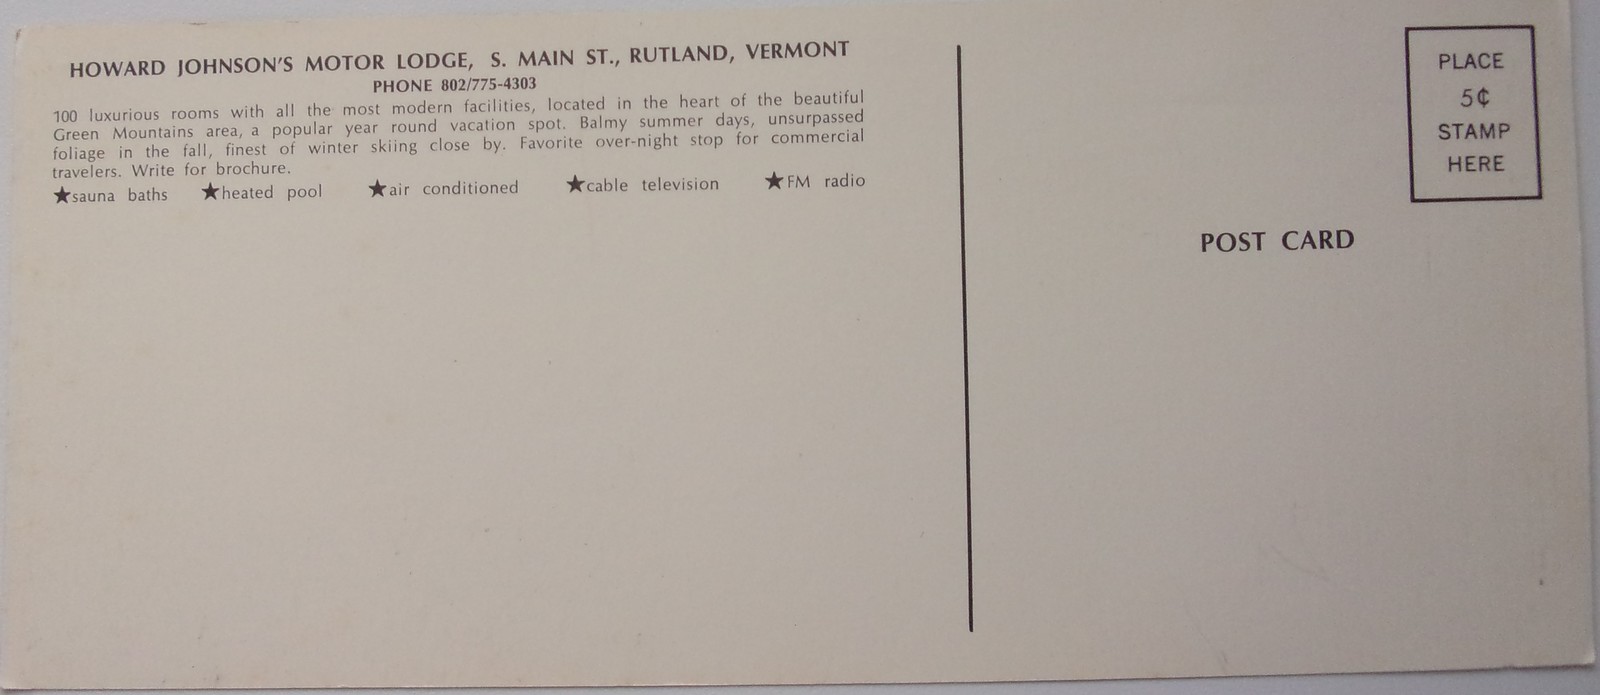 HOWARD JOHNSON'S MOTOR LODGE, S. MAIN ST., RUTLAND, VERMONT
PHONE 802/775-4303
100 luxurious rooms with all the most modern facilities, located in the heart of the beautiful
Green Mountains area, a popular year round vacation spot. Balmy summer days, unsurpassed
foliage in the fall, finest of winter skiing close by. Favorite over-night stop for commercial
travelers. Write for brochure.
★sauna baths ★heated pool ★air conditioned ★cable television ★FM radio
PLACE
5¢
STAMP
HERE
POST CARD